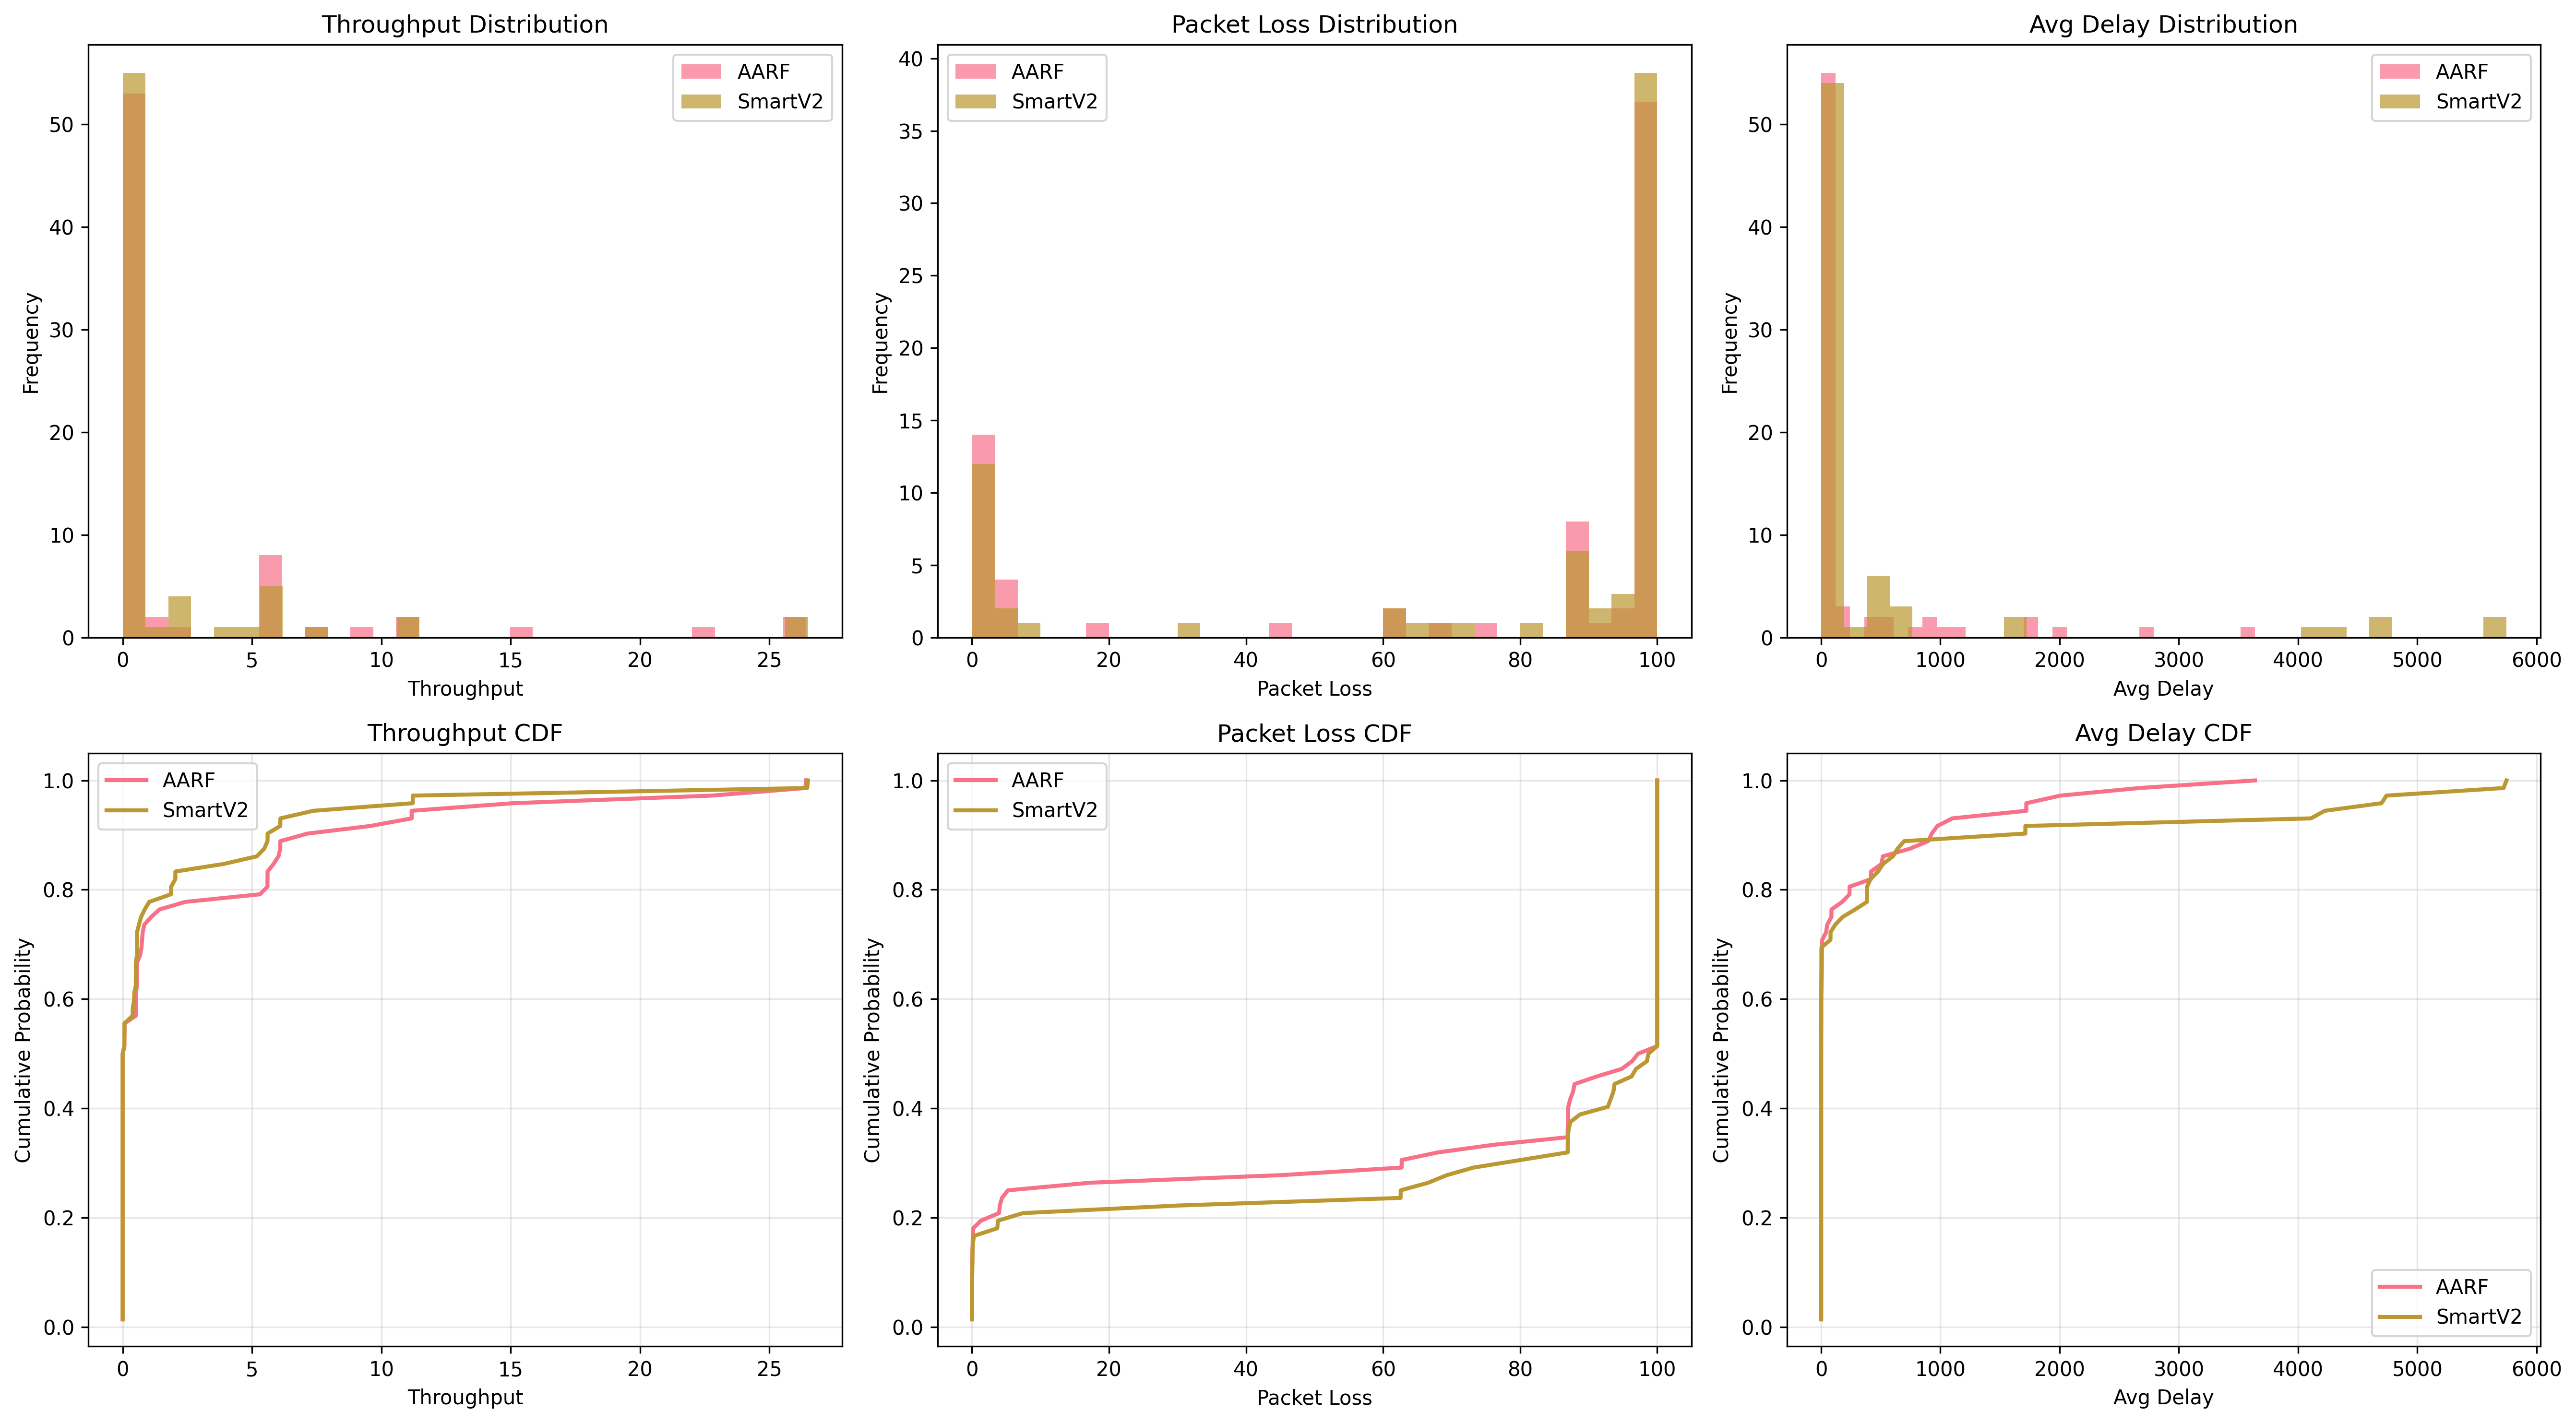 Throughput Distribution
AARF
SmartV2
Frequency
50
40
30
20
10
0
0 5 10 15 20 25
Throughput
Packet Loss Distribution
AARF
SmartV2
Frequency
40
35
30
25
20
15
10
5
0
0 20 40 60 80 100
Packet Loss
Avg Delay Distribution
AARF
SmartV2
Frequency
50
40
30
20
10
0
0 1000 2000 3000 4000 5000 6000
Avg Delay
Throughput CDF
AARF
SmartV2
Cumulative Probability
1.0
0.8
0.6
0.4
0.2
0.0
0 5 10 15 20 25
Throughput
Packet Loss CDF
AARF
SmartV2
Cumulative Probability
1.0
0.8
0.6
0.4
0.2
0.0
0 20 40 60 80 100
Packet Loss
Avg Delay CDF
Cumulative Probability
1.0
0.8
0.6
0.4
0.2
0.0
AARF
SmartV2
0 1000 2000 3000 4000 5000 6000
Avg Delay